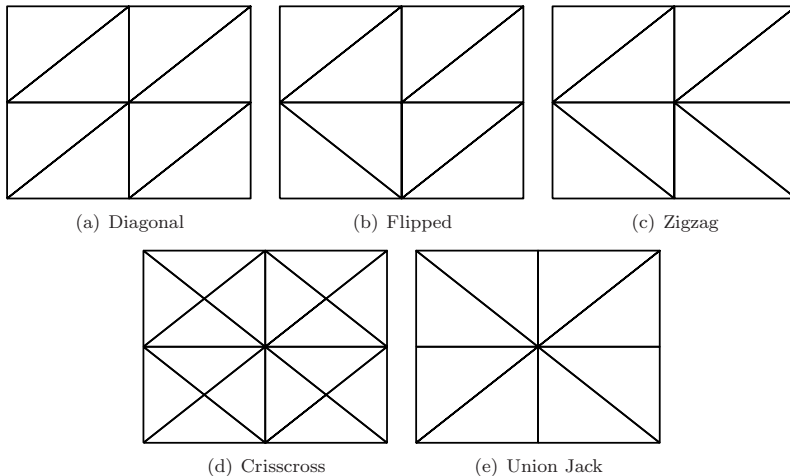 (a) Diagonal
(b) Flipped
(c) Zigzag
(d) Crisscross
(e) Union Jack